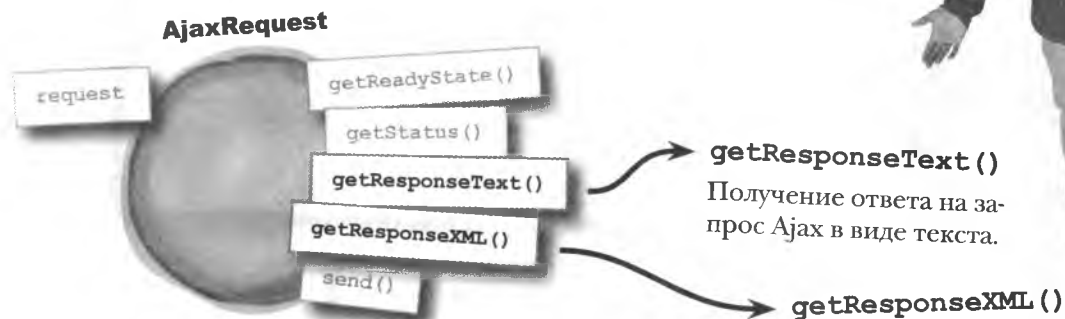 AjaxRequest
request
getReadyState()
getStatus()
getResponseText()
getResponseXML()
send()
getResponseText()
Получение ответа на за-
прос Ajax в виде текста.
getResponseXML()